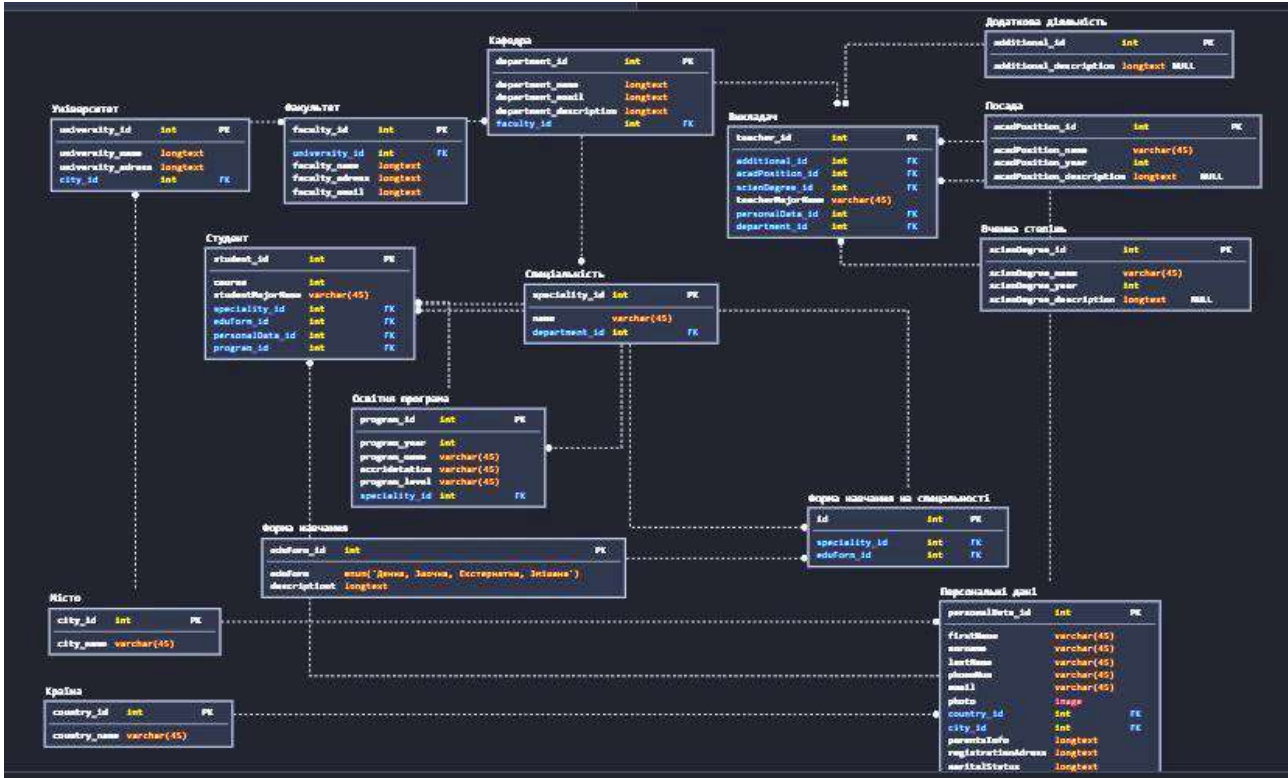 Додаткова діяльність
additional_id int PK
additional_description longtext NULL
Кафедра
department_id int PK
department_name longtext
department_email longtext
department_description longtext
faculty_id int FK
Університет
university_id int PK
university_name longtext
university_adress longtext
city_id int FK
Факультет
faculty_id int PK
university_id int FK
faculty_name longtext
faculty_adress longtext
faculty_email longtext
Викладач
teacher_id int PK
additional_id int FK
acadPosition_id int FK
scienDegree_id int FK
teacherMajorName varchar(45)
personalData_id int FK
department_id int FK
Посада
acadPosition_id int PK
acadPosition_name varchar(45)
acadPosition_year int
acadPosition_description longtext NULL
Вчена степінь
scienDegree_id int PK
scienDegree_name varchar(45)
scienDegree_year int
scienDegree_description longtext NULL
Студент
student_id int PK
course int
studentMajorName varchar(45)
speciality_id int FK
eduForm_id int FK
personalData_id int FK
program_id int FK
Спеціальність
speciality_id int PK
name varchar(45)
department_id int FK
Освітня програма
program_id int PK
program_year int
program_name varchar(45)
accridetation varchar(45)
program_level varchar(45)
speciality_id int FK
Форма навчання на спеціальності
id int PK
speciality_id int FK
eduForm_id int FK
Форма навчання
eduForm_id int PK
eduForm enum('Денна, Заочна, Екстернатна, Змішана')
descriptiont longtext
Місто
city_id int PK
city_name varchar(45)
Країна
country_id int PK
country_name varchar(45)
Персональні дані
personalData_id int PK
firstName varchar(45)
surname varchar(45)
lastName varchar(45)
phoneNum varchar(45)
email varchar(45)
photo image
country_id int FK
city_id int FK
parentsInfo longtext
registrationAdress longtext
maritalStatus longtext